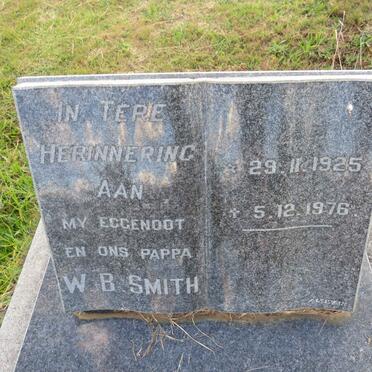 IN TERE
HERINNERING
AAN
MY EGGENOOT
EN ONS PAPPA
W B SMITH
* 29.11.1925
† 5.12.1976